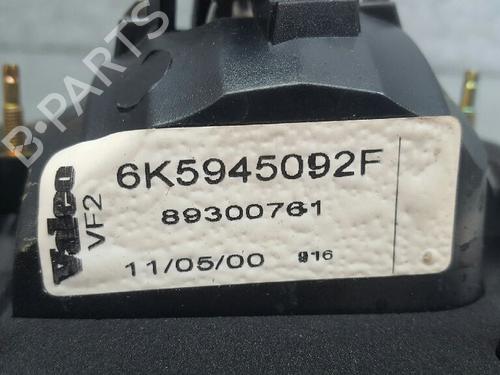 B-PARTS
Valeo
VF2
6K5945092F
89300761
11/05/00 916